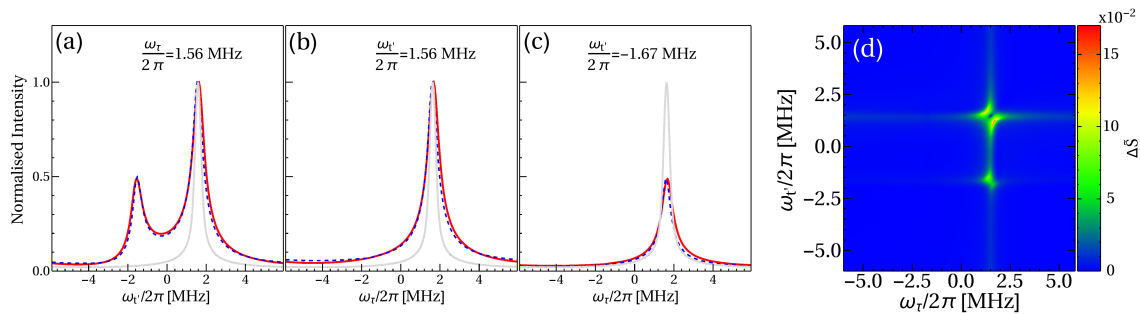 (a)
ω_τ/2π=1.56 MHz
(b)
ω_t'/2π=1.56 MHz
(c)
ω_t'/2π=−1.67 MHz
(d)
x10⁻²
Normalised Intensity
1.0
0.5
0.0
−4 −2 0 2 4
ω_t'/2π [MHz]
−4 −2 0 2 4
ω_τ/2π [MHz]
−4 −2 0 2 4
ω_τ/2π [MHz]
ω_t'/2π [MHz]
5.0
2.5
0.0
−2.5
−5.0
−5.0 −2.5 0.0 2.5 5.0
ω_τ/2π [MHz]
15
10
5
0
ΔS̃